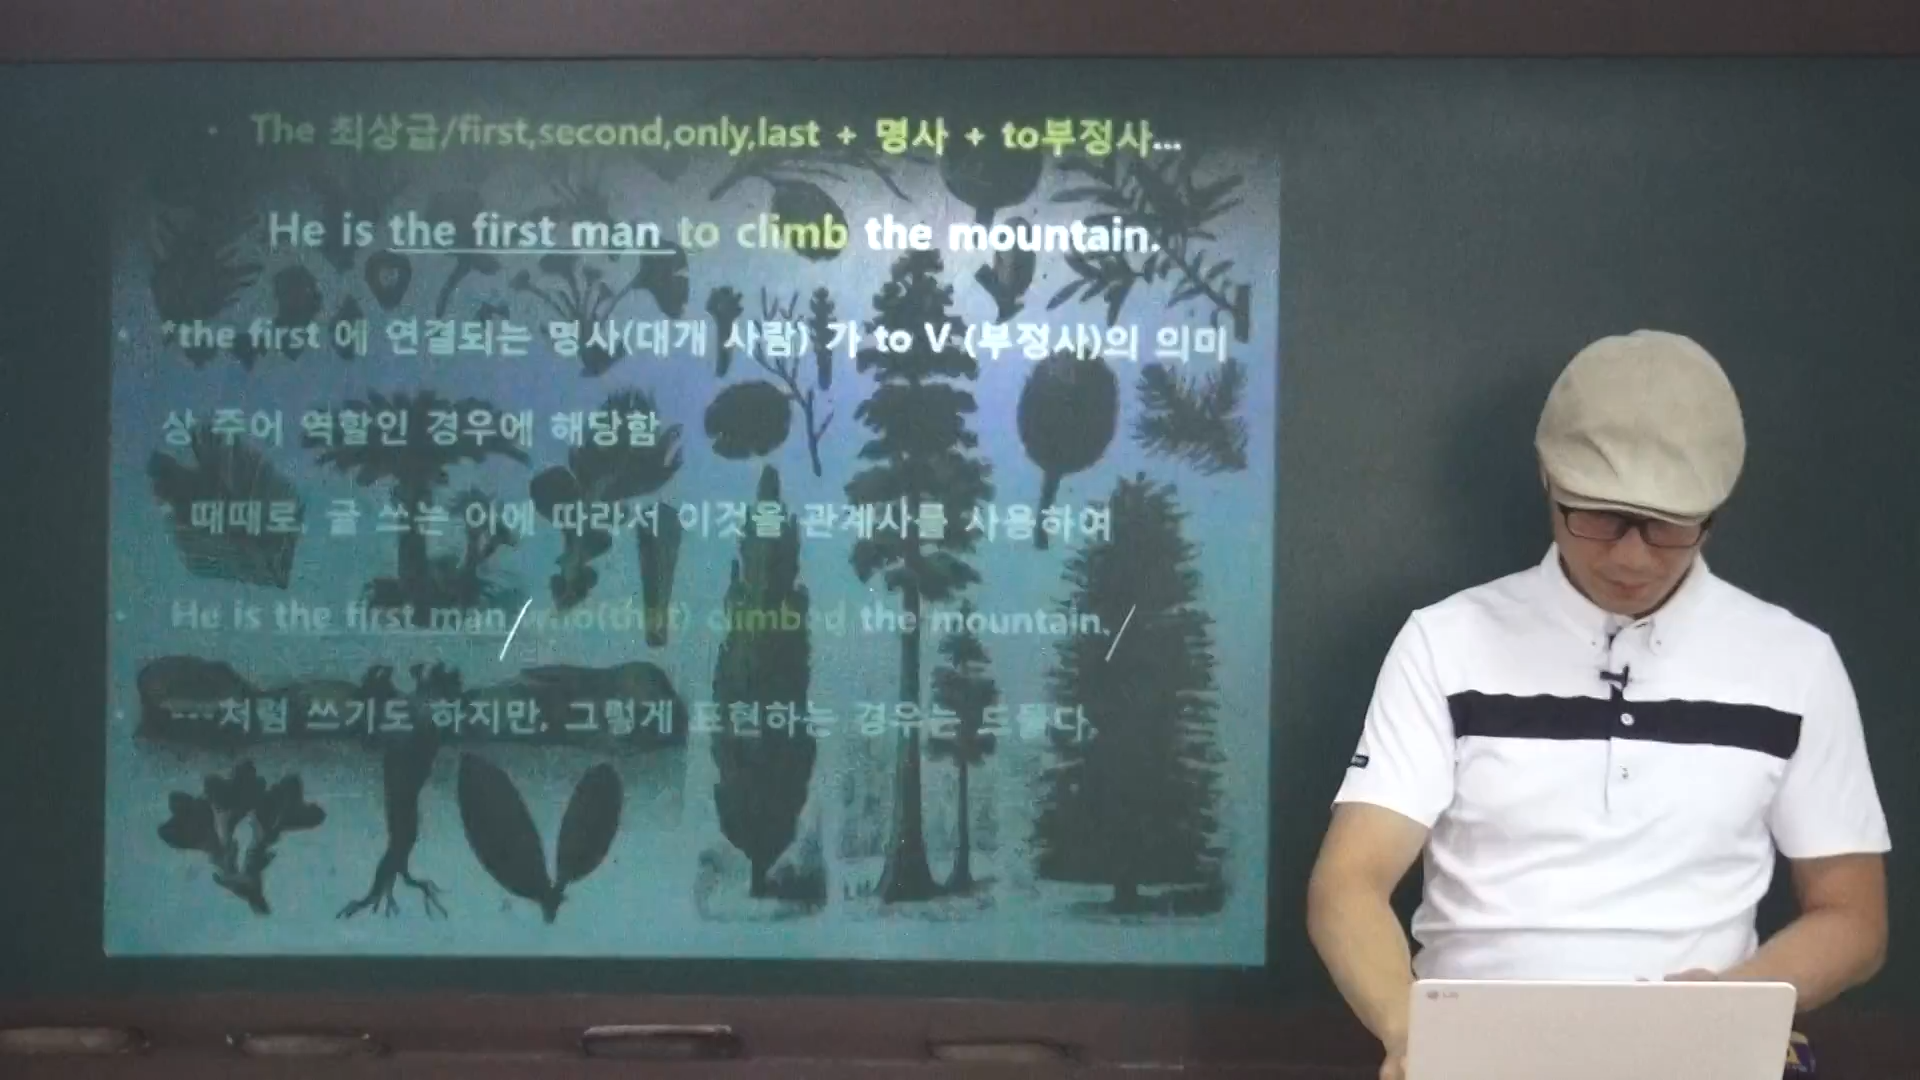 • The 최상급/first,second,only,last + 명사 + to부정사...
He is the first man to climb the mountain.
• *the first 에 연결되는 명사(대개 사람) 가 to V (부정사)의 의미
상 주어 역할인 경우에 해당함
* 때때로 글 쓰는 이에 따라서 이것을 관계사를 사용하여
• He is the first man who(that) climbed the mountain.
• ---처럼 쓰기도 하지만, 그렇게 표현하는 경우는 드물다.
LG